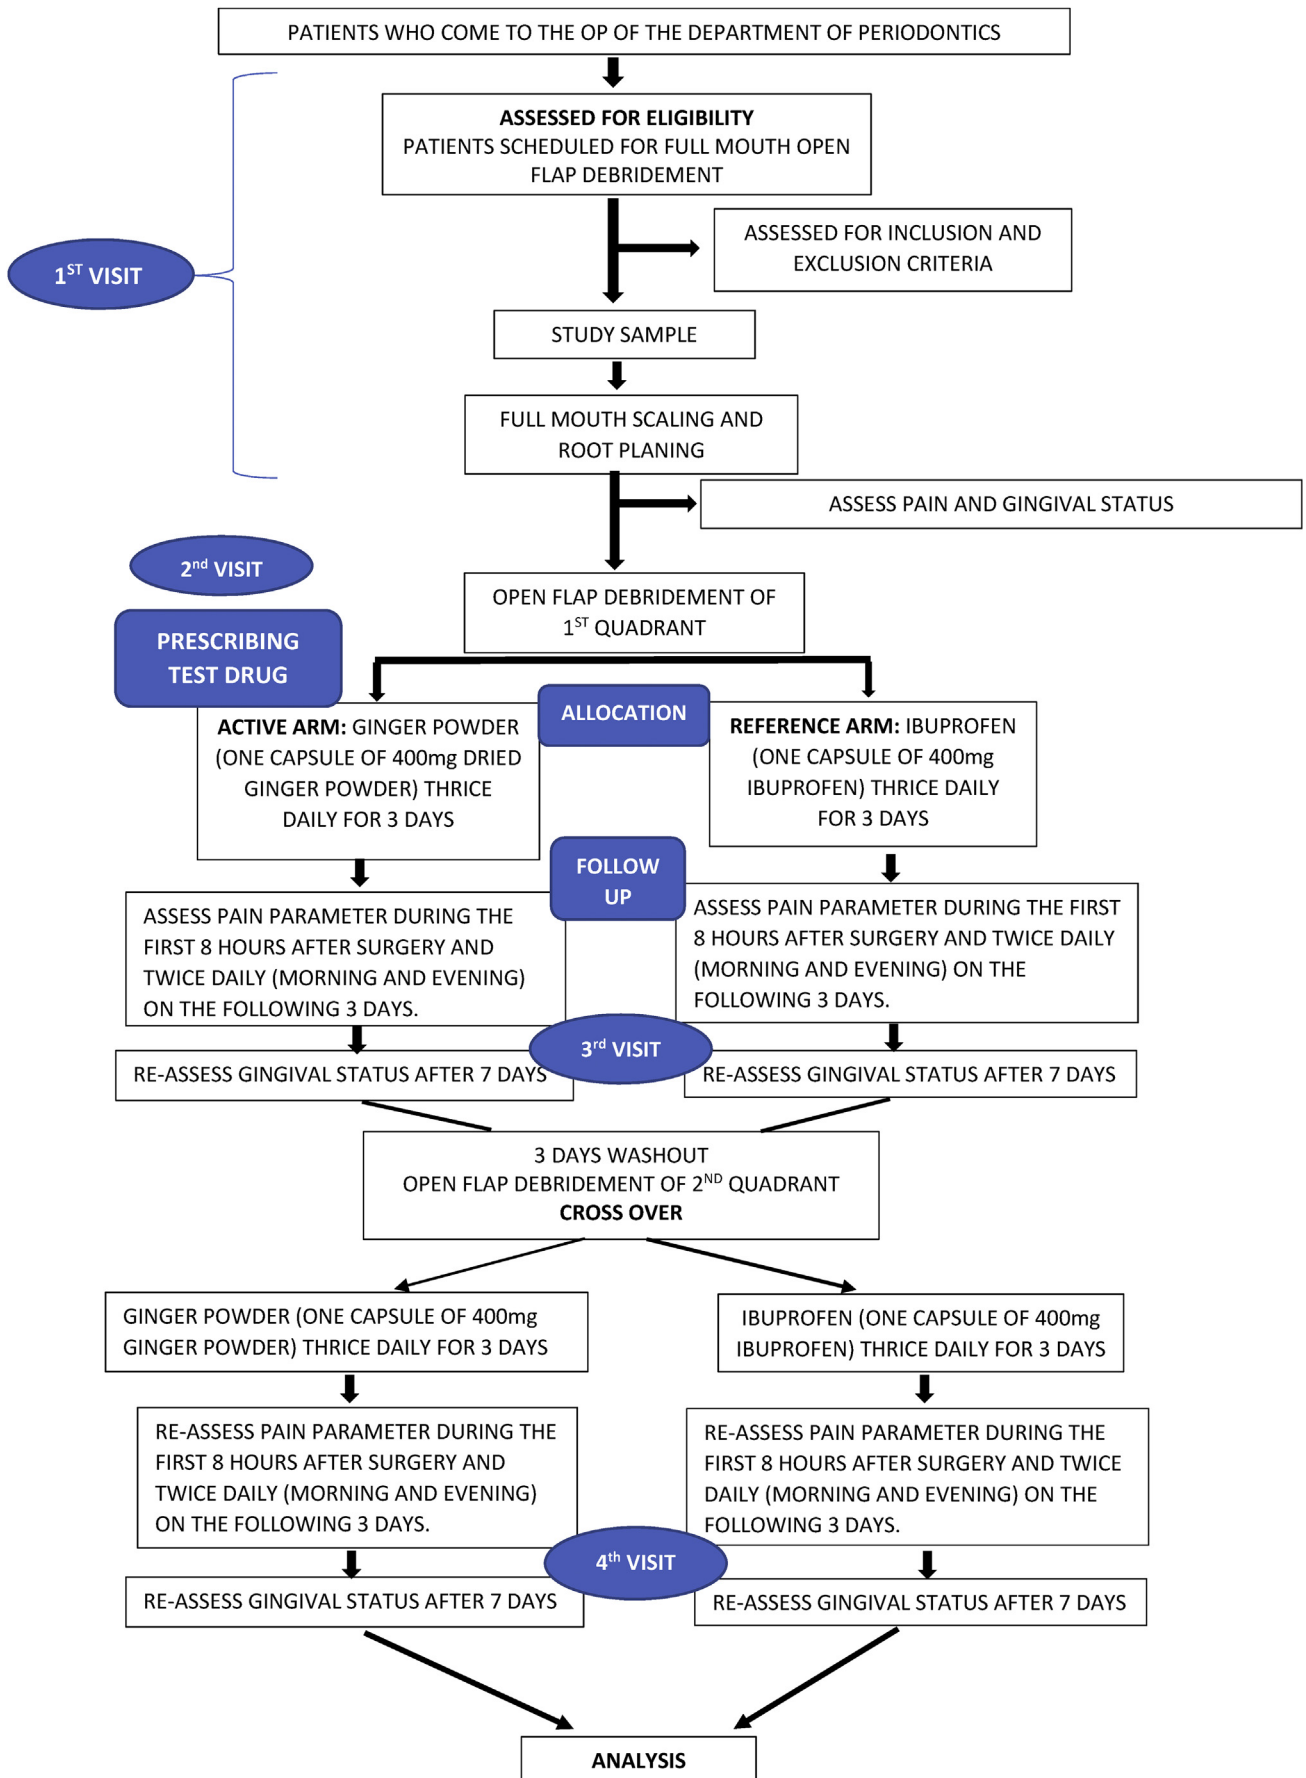 PATIENTS WHO COME TO THE OP OF THE DEPARTMENT OF PERIODONTICS
ASSESSED FOR ELIGIBILITY
PATIENTS SCHEDULED FOR FULL MOUTH OPEN
FLAP DEBRIDEMENT
ASSESSED FOR INCLUSION AND
EXCLUSION CRITERIA
1ST VISIT
STUDY SAMPLE
FULL MOUTH SCALING AND
ROOT PLANING
ASSESS PAIN AND GINGIVAL STATUS
2nd VISIT
OPEN FLAP DEBRIDEMENT OF
1ST QUADRANT
PRESCRIBING
TEST DRUG
ALLOCATION
ACTIVE ARM: GINGER POWDER
(ONE CAPSULE OF 400mg DRIED
GINGER POWDER) THRICE
DAILY FOR 3 DAYS
REFERENCE ARM: IBUPROFEN
(ONE CAPSULE OF 400mg
IBUPROFEN) THRICE DAILY
FOR 3 DAYS
FOLLOW
UP
ASSESS PAIN PARAMETER DURING THE
FIRST 8 HOURS AFTER SURGERY AND
TWICE DAILY (MORNING AND EVENING)
ON THE FOLLOWING 3 DAYS.
ASSESS PAIN PARAMETER DURING THE FIRST
8 HOURS AFTER SURGERY AND TWICE DAILY
(MORNING AND EVENING) ON THE
FOLLOWING 3 DAYS.
3rd VISIT
RE-ASSESS GINGIVAL STATUS AFTER 7 DAYS
RE-ASSESS GINGIVAL STATUS AFTER 7 DAYS
3 DAYS WASHOUT
OPEN FLAP DEBRIDEMENT OF 2ND QUADRANT
CROSS OVER
GINGER POWDER (ONE CAPSULE OF 400mg
GINGER POWDER) THRICE DAILY FOR 3 DAYS
IBUPROFEN (ONE CAPSULE OF 400mg
IBUPROFEN) THRICE DAILY FOR 3 DAYS
RE-ASSESS PAIN PARAMETER DURING THE
FIRST 8 HOURS AFTER SURGERY AND
TWICE DAILY (MORNING AND EVENING)
ON THE FOLLOWING 3 DAYS.
RE-ASSESS PAIN PARAMETER DURING THE
FIRST 8 HOURS AFTER SURGERY AND TWICE
DAILY (MORNING AND EVENING) ON THE
FOLLOWING 3 DAYS.
4th VISIT
RE-ASSESS GINGIVAL STATUS AFTER 7 DAYS
RE-ASSESS GINGIVAL STATUS AFTER 7 DAYS
ANALYSIS